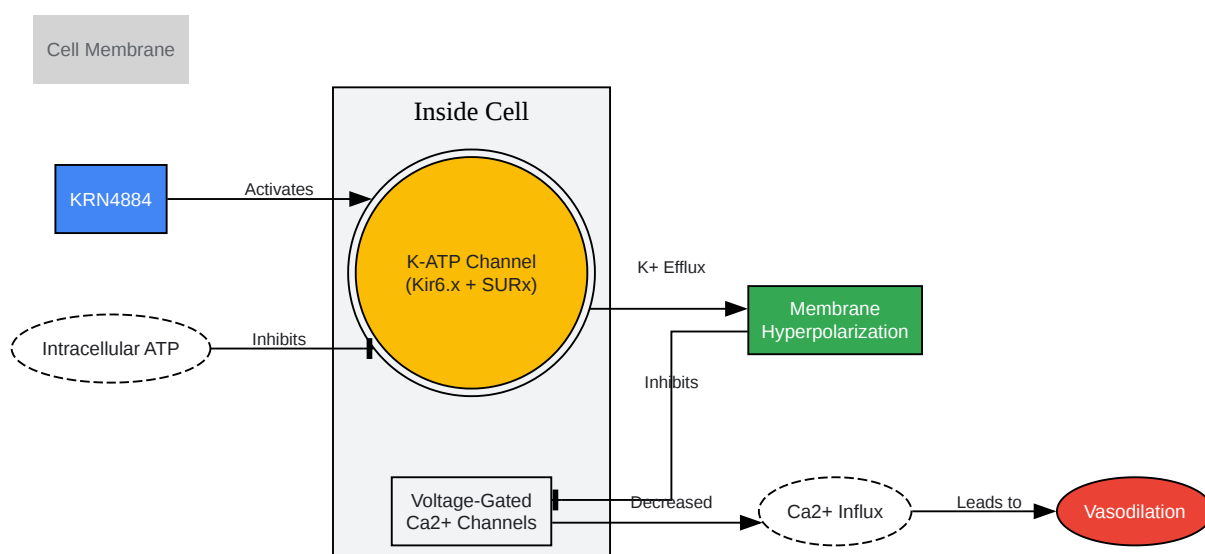 Cell Membrane
Inside Cell
KRN4884
Activates
K-ATP Channel
(Kir6.x + SURx)
K+ Efflux
Membrane
Hyperpolarization
Intracellular ATP
Inhibits
Inhibits
Voltage-Gated
Ca2+ Channels
Decreased
Ca2+ Influx
Leads to
Vasodilation